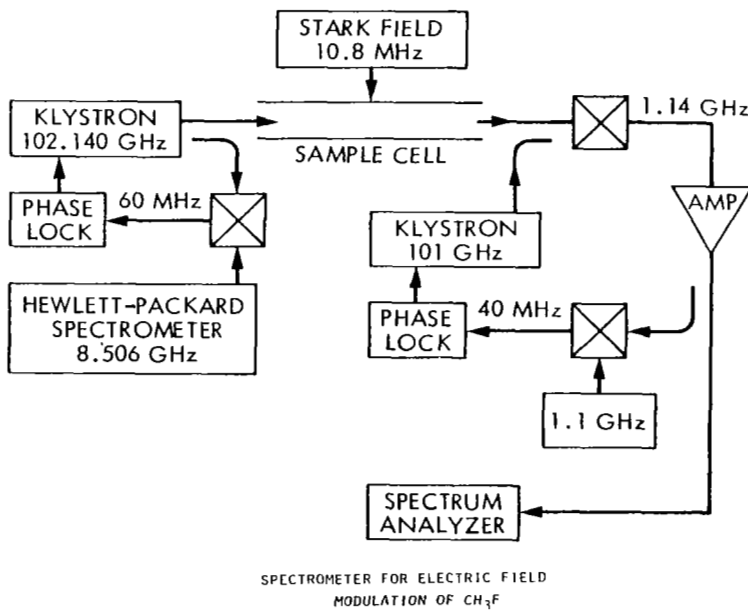 STARK FIELD
10.8 MHz
KLYSTRON
102.140 GHz
SAMPLE CELL
1.14 GHz
PHASE
LOCK
60 MHz
AMP
KLYSTRON
101 GHz
HEWLETT-PACKARD
SPECTROMETER
8.506 GHz
PHASE
LOCK
40 MHz
1.1 GHz
SPECTRUM
ANALYZER
SPECTROMETER FOR ELECTRIC FIELD
MODULATION OF CH₃F